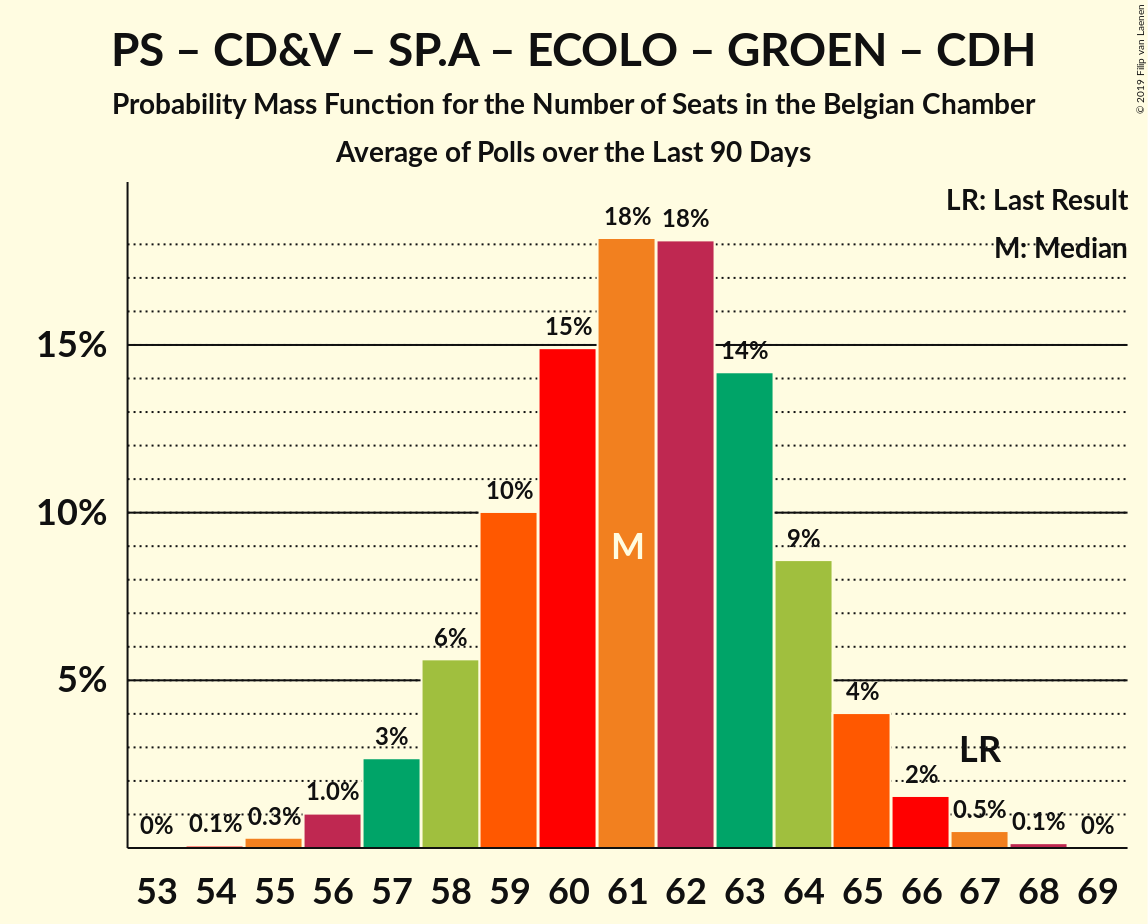 PS – CD&V – SP.A – ECOLO – GROEN – CDH
Probability Mass Function for the Number of Seats in the Belgian Chamber
Average of Polls over the Last 90 Days
© 2019 Filip van Laenen
LR: Last Result
M: Median
18% 18%
15%
15%
14%
10%
10%
9%
M
6%
5%
4%
3%
LR
2%
1.0%
0% 0.1% 0.3%
0.5% 0.1% 0%
53 54 55 56 57 58 59 60 61 62 63 64 65 66 67 68 69